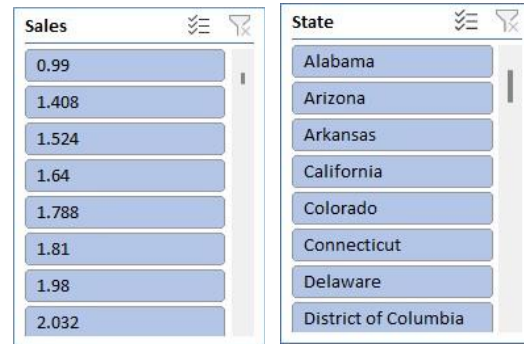 Sales
0.99
1.408
1.524
1.64
1.788
1.81
1.98
2.032
State
Alabama
Arizona
Arkansas
California
Colorado
Connecticut
Delaware
District of Columbia